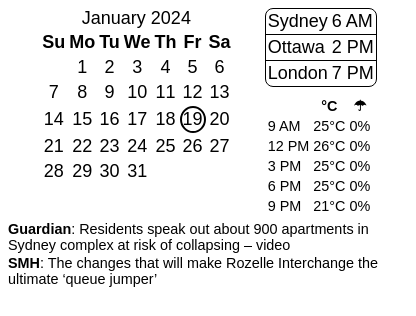 January 2024
Su Mo Tu We Th Fr Sa
1 2 3 4 5 6
7 8 9 10 11 12 13
14 15 16 17 18 19 20
21 22 23 24 25 26 27
28 29 30 31
Sydney 6 AM
Ottawa 2 PM
London 7 PM
°C ☂
9 AM 25°C 0%
12 PM 26°C 0%
3 PM 25°C 0%
6 PM 25°C 0%
9 PM 21°C 0%
Guardian: Residents speak out about 900 apartments in
Sydney complex at risk of collapsing – video
SMH: The changes that will make Rozelle Interchange the
ultimate ‘queue jumper’